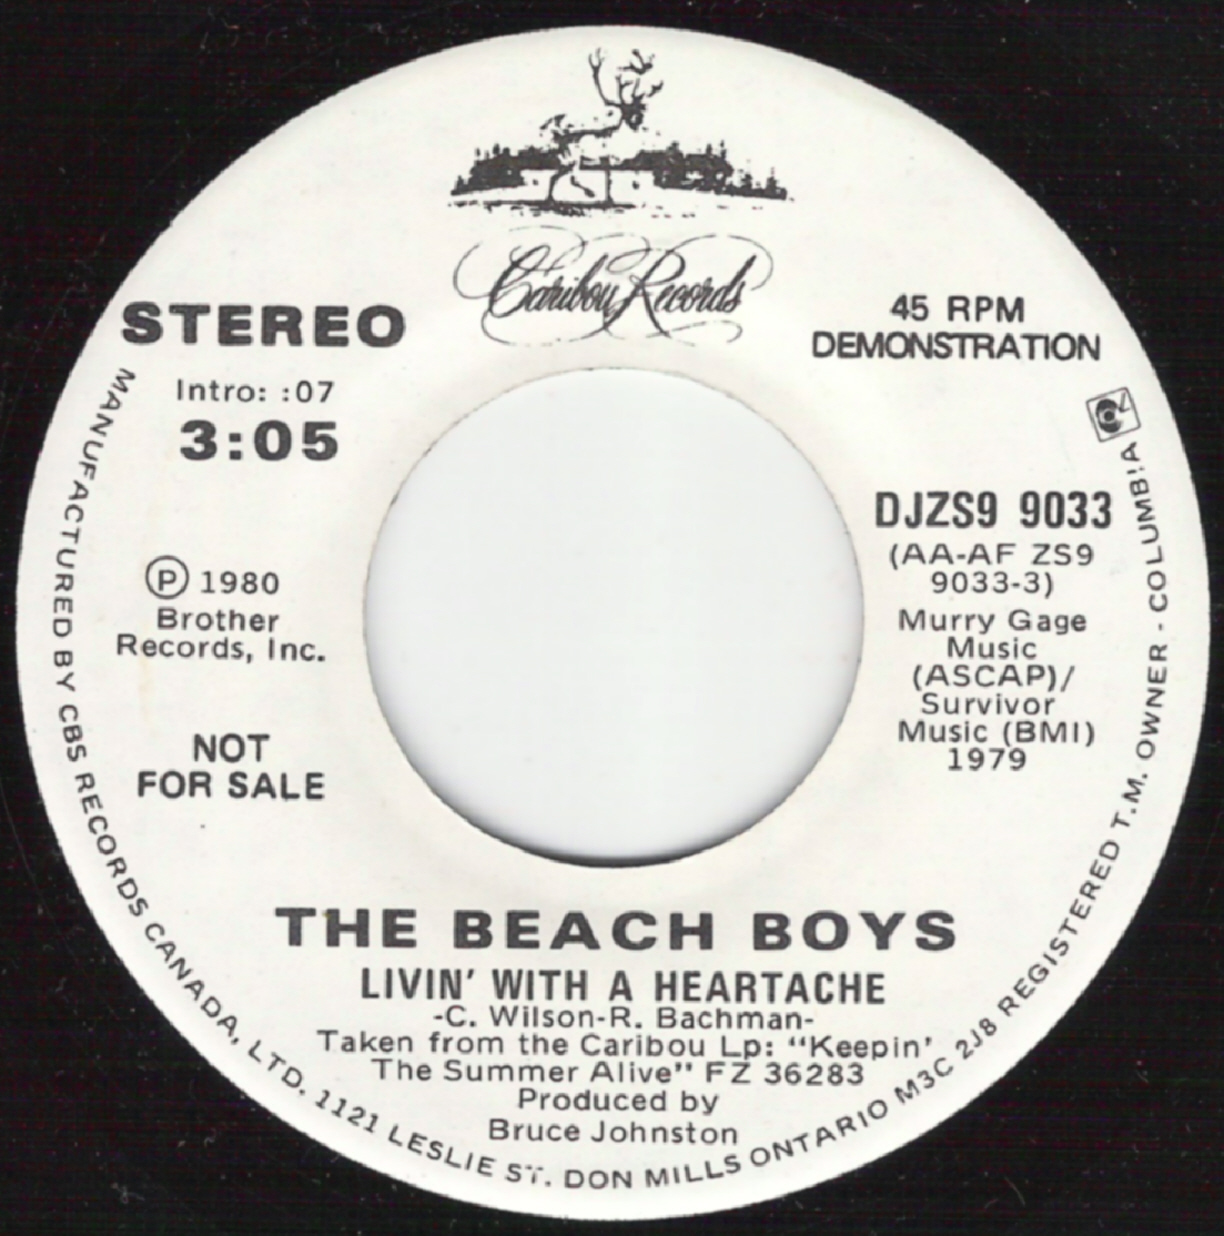 Caribou Records
STEREO
45 RPM
DEMONSTRATION
Intro: :07
3:05
DJZS9 9033
(AA-AF ZS9
9033-3)
Ⓟ 1980
Brother
Records, Inc.
Murry Gage
Music
(ASCAP)/
Survivor
Music (BMI)
1979
NOT
FOR SALE
THE BEACH BOYS
LIVIN' WITH A HEARTACHE
-C. Wilson-R. Bachman-
Taken from the Caribou Lp: "Keepin'
The Summer Alive" FZ 36283
Produced by
Bruce Johnston
MANUFACTURED BY CBS RECORDS CANADA, LTD. 1121 LESLIE ST. DON MILLS ONTARIO M3C 2J8 REGISTERED T.M. OWNER - COLUMBIA